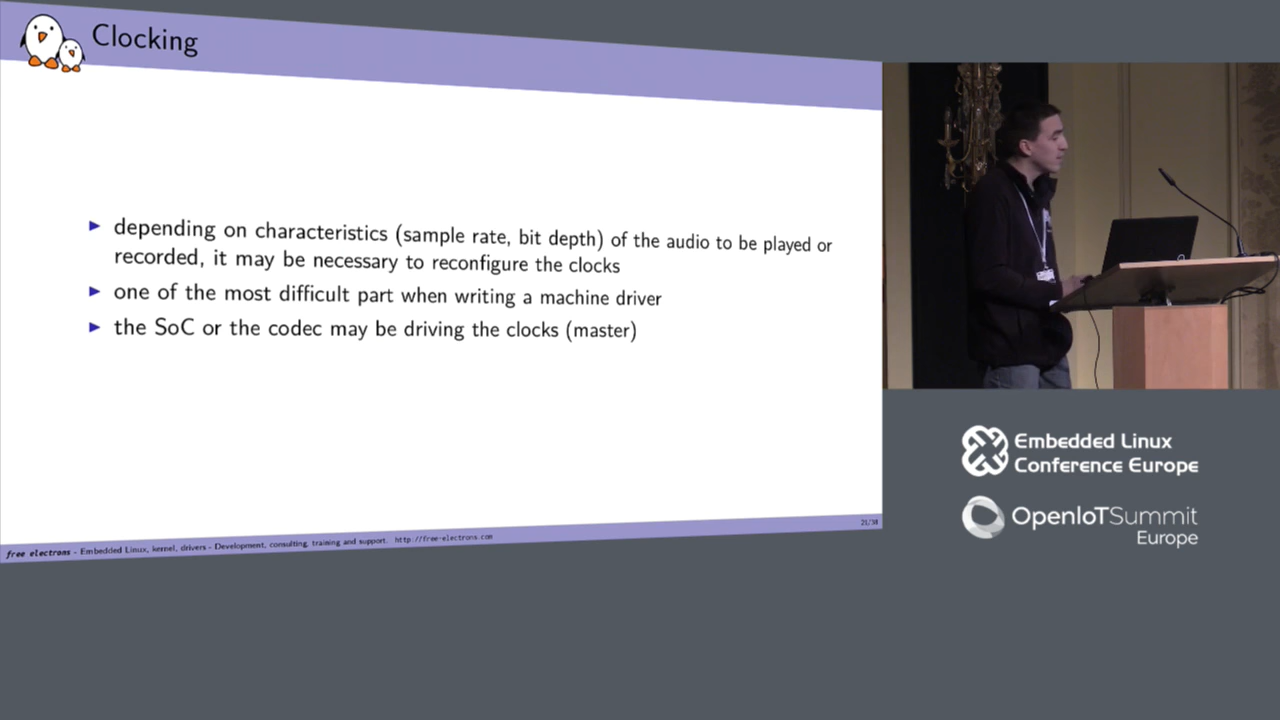 Clocking
depending on characteristics (sample rate, bit depth) of the audio to be played or
recorded, it may be necessary to reconfigure the clocks
one of the most difficult part when writing a machine driver
the SoC or the codec may be driving the clocks (master)
21/38
free electrons - Embedded Linux, kernel, drivers - Development, consulting, training and support. http://free-electrons.com
Embedded Linux
Conference Europe
OpenIoTSummit
Europe